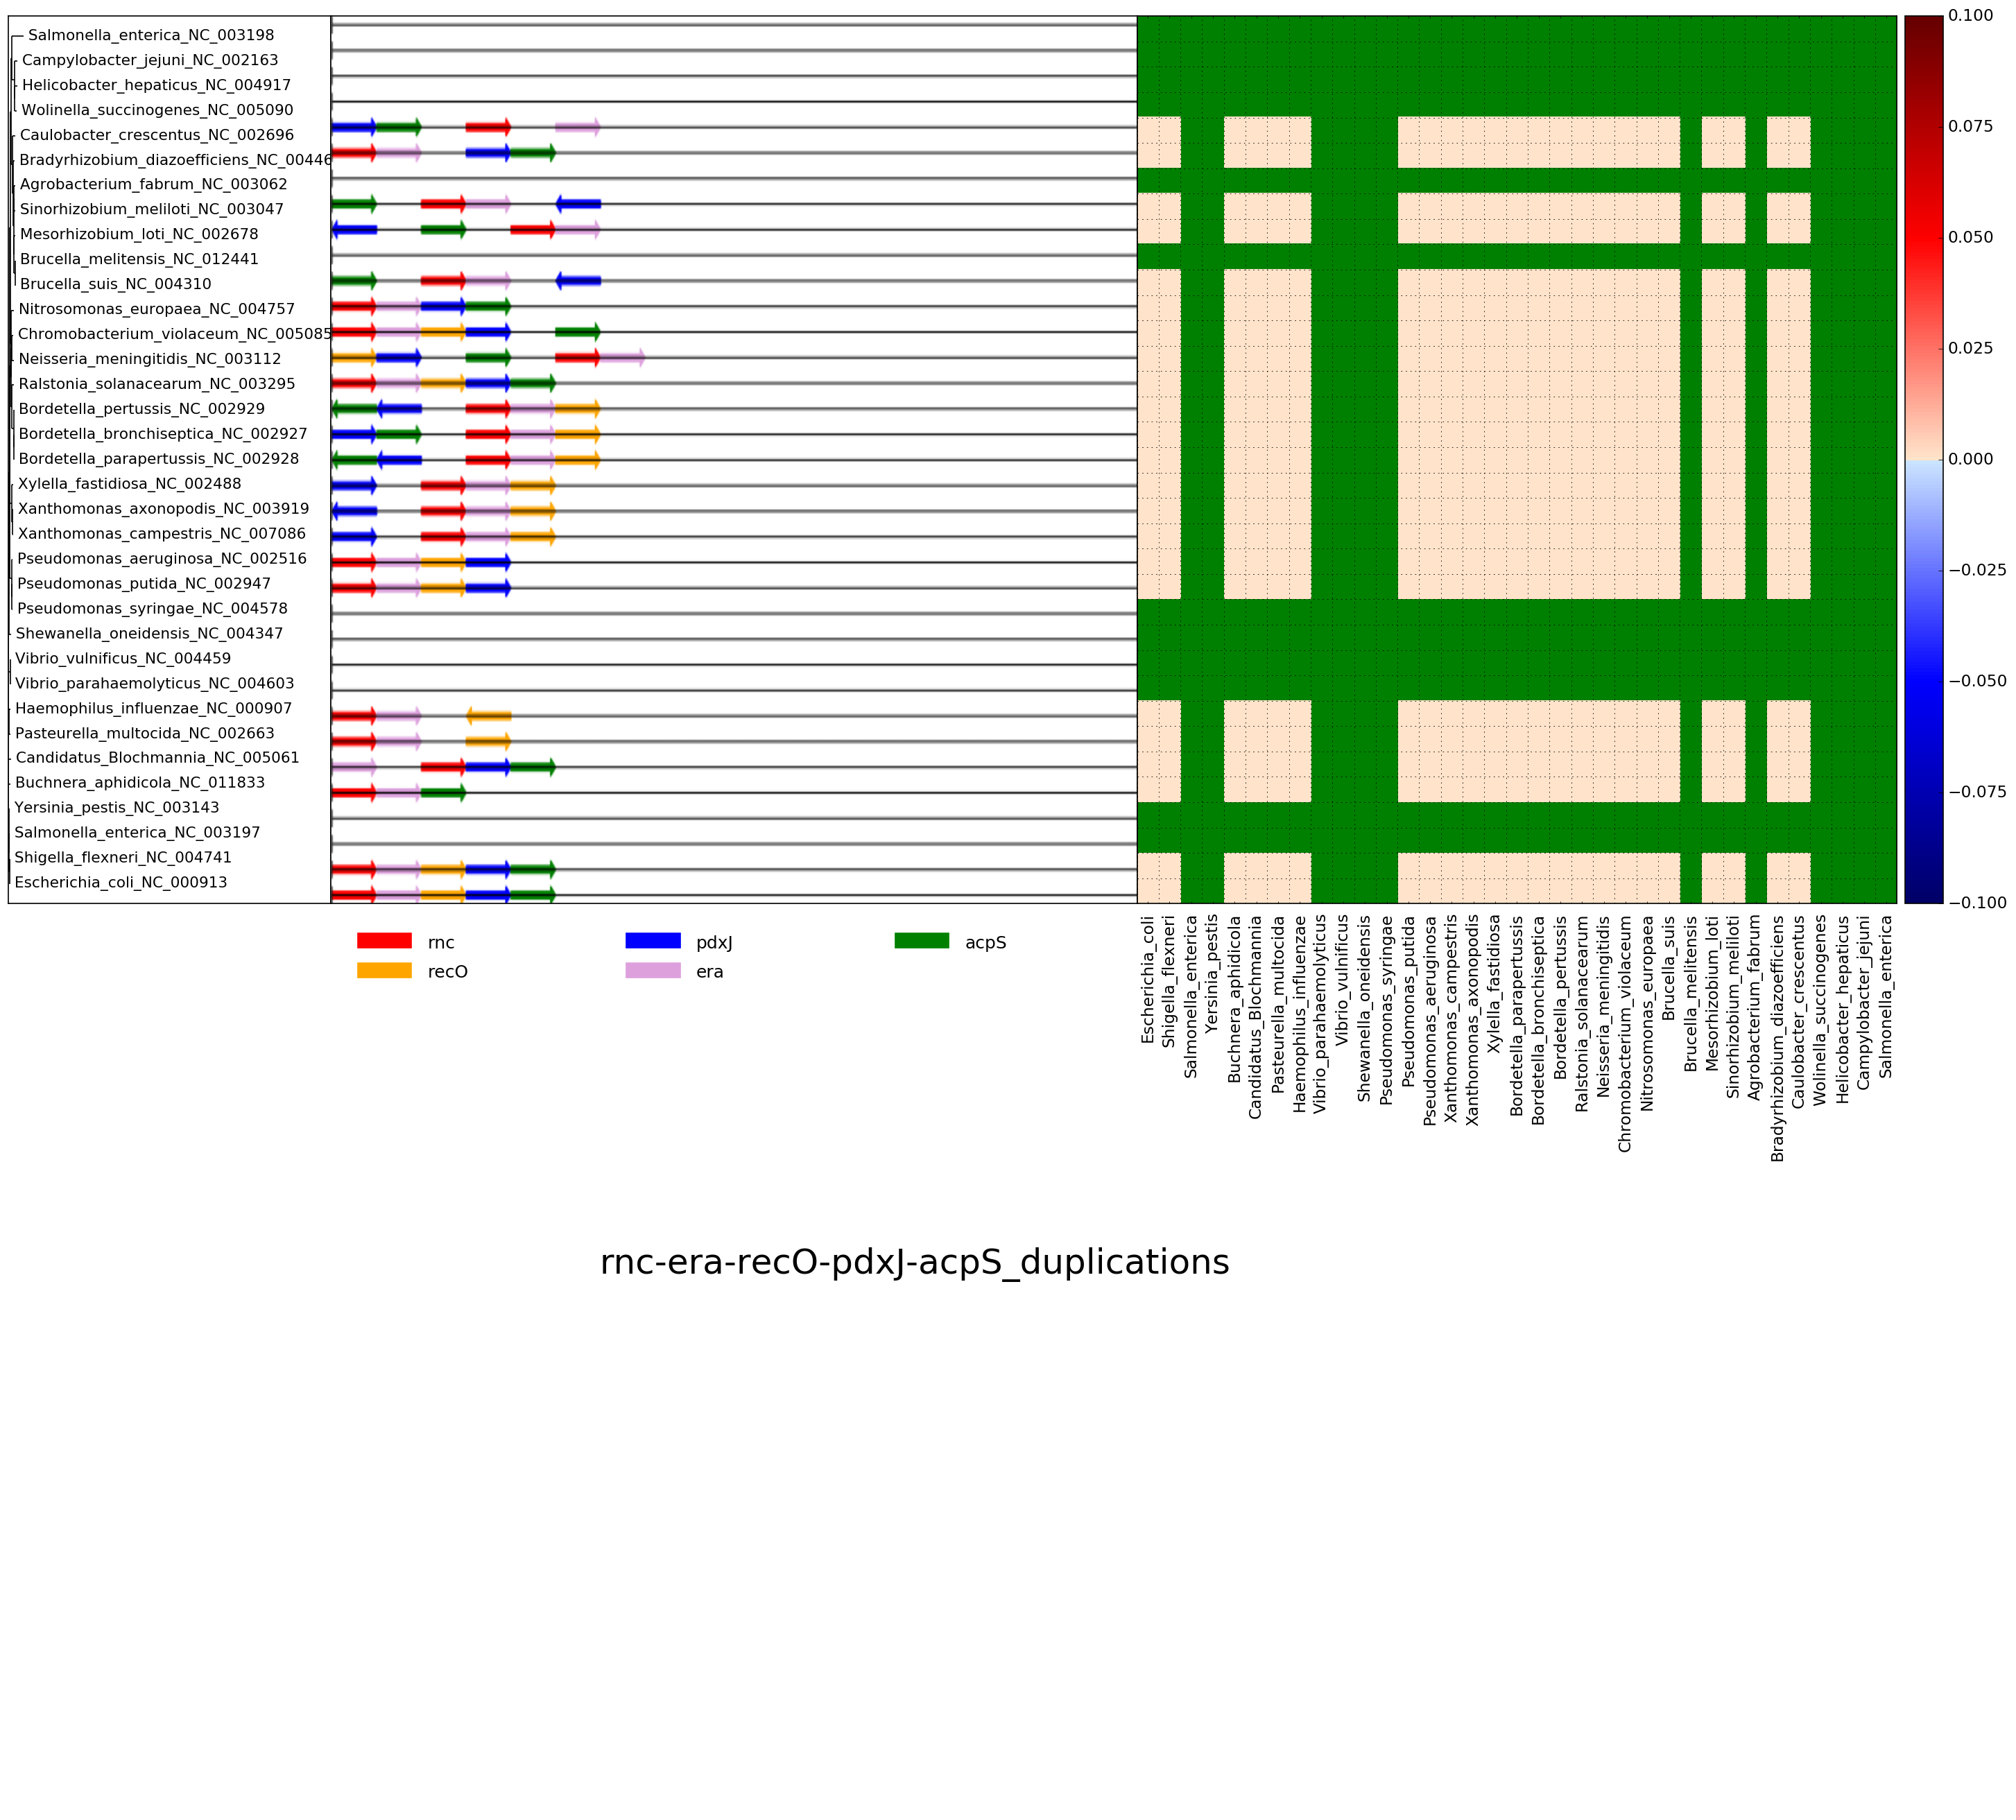 Salmonella_enterica_NC_003198
Campylobacter_jejuni_NC_002163
Helicobacter_hepaticus_NC_004917
Wolinella_succinogenes_NC_005090
Caulobacter_crescentus_NC_002696
Bradyrhizobium_diazoefficiens_NC_00446
Agrobacterium_fabrum_NC_003062
Sinorhizobium_meliloti_NC_003047
Mesorhizobium_loti_NC_002678
Brucella_melitensis_NC_012441
Brucella_suis_NC_004310
Nitrosomonas_europaea_NC_004757
Chromobacterium_violaceum_NC_005085
Neisseria_meningitidis_NC_003112
Ralstonia_solanacearum_NC_003295
Bordetella_pertussis_NC_002929
Bordetella_bronchiseptica_NC_002927
Bordetella_parapertussis_NC_002928
Xylella_fastidiosa_NC_002488
Xanthomonas_axonopodis_NC_003919
Xanthomonas_campestris_NC_007086
Pseudomonas_aeruginosa_NC_002516
Pseudomonas_putida_NC_002947
Pseudomonas_syringae_NC_004578
Shewanella_oneidensis_NC_004347
Vibrio_vulnificus_NC_004459
Vibrio_parahaemolyticus_NC_004603
Haemophilus_influenzae_NC_000907
Pasteurella_multocida_NC_002663
Candidatus_Blochmannia_NC_005061
Buchnera_aphidicola_NC_011833
Yersinia_pestis_NC_003143
Salmonella_enterica_NC_003197
Shigella_flexneri_NC_004741
Escherichia_coli_NC_000913
0.100
0.075
0.050
0.025
0.000
−0.025
−0.050
−0.075
−0.100
rnc
pdxJ
acpS
recO
era
Escherichia_coli
Shigella_flexneri
Salmonella_enterica
Yersinia_pestis
Buchnera_aphidicola
Candidatus_Blochmannia
Pasteurella_multocida
Haemophilus_influenzae
Vibrio_parahaemolyticus
Vibrio_vulnificus
Shewanella_oneidensis
Pseudomonas_syringae
Pseudomonas_putida
Pseudomonas_aeruginosa
Xanthomonas_campestris
Xanthomonas_axonopodis
Xylella_fastidiosa
Bordetella_parapertussis
Bordetella_bronchiseptica
Bordetella_pertussis
Ralstonia_solanacearum
Neisseria_meningitidis
Chromobacterium_violaceum
Nitrosomonas_europaea
Brucella_suis
Brucella_melitensis
Mesorhizobium_loti
Sinorhizobium_meliloti
Agrobacterium_fabrum
Bradyrhizobium_diazoefficiens
Caulobacter_crescentus
Wolinella_succinogenes
Helicobacter_hepaticus
Campylobacter_jejuni
Salmonella_enterica
rnc-era-recO-pdxJ-acpS_duplications